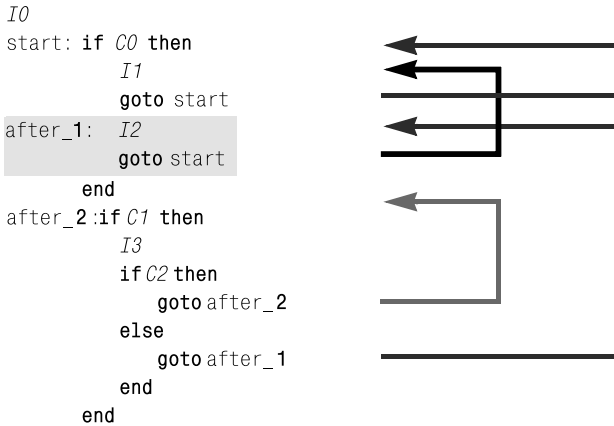 I0
start: if C0 then
I1
goto start
after_1: I2
goto start
end
after_2 :if C1 then
I3
if C2 then
goto after_2
else
goto after_1
end
end